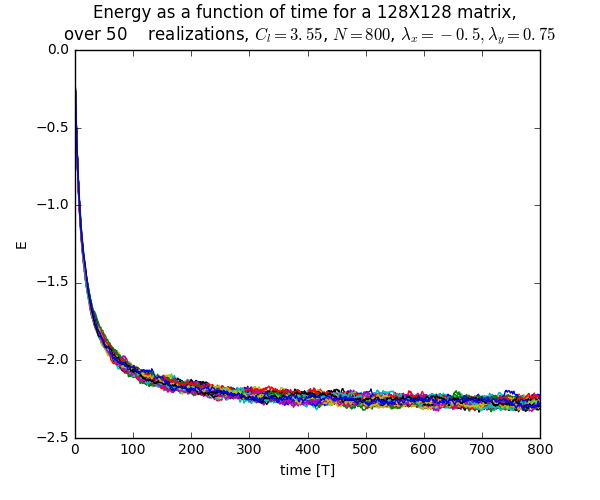 Energy as a function of time for a 128X128 matrix,
over 50 realizations, C_l = 3.55, N = 800, λ_x = −0.5, λ_y = 0.75
0.0
−0.5
−1.0
−1.5
−2.0
−2.5
E
0 100 200 300 400 500 600 700 800
time [T]